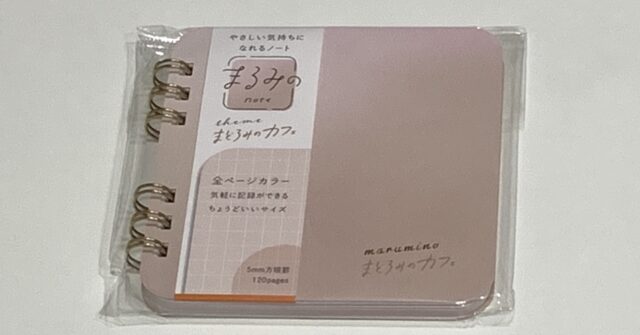 やさしい気持ちに
なれるノート
まるみの
note
theme
まどろみのカフェ
全ページカラー
気軽に記録ができる
ちょうどいいサイズ
5mm方眼罫
120pages
marumino
まどろみのカフェ